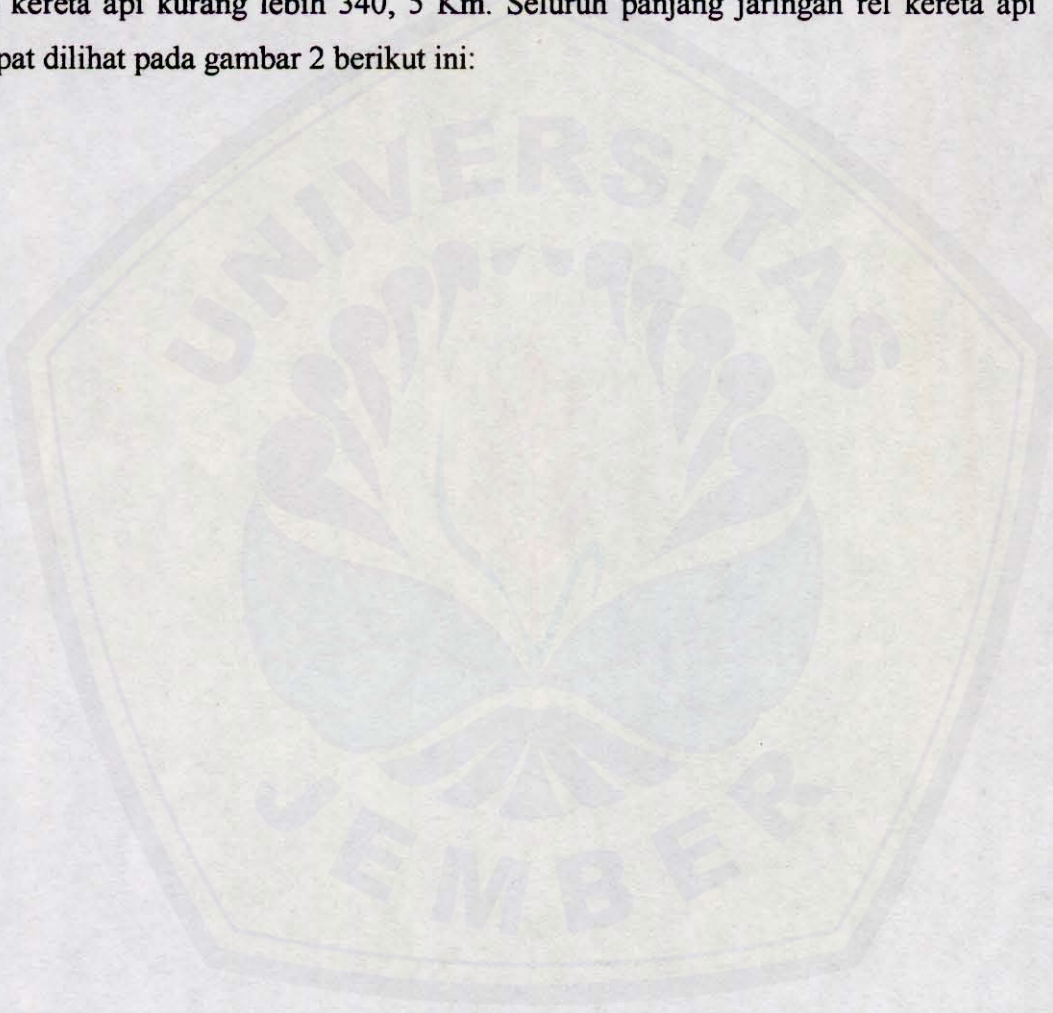 kereta api kurang lebih 340, 5 Km. Seluruh panjang jaringan rel kereta api
dilihat pada gambar 2 berikut ini:
UNIVERSITAS
JEMBER